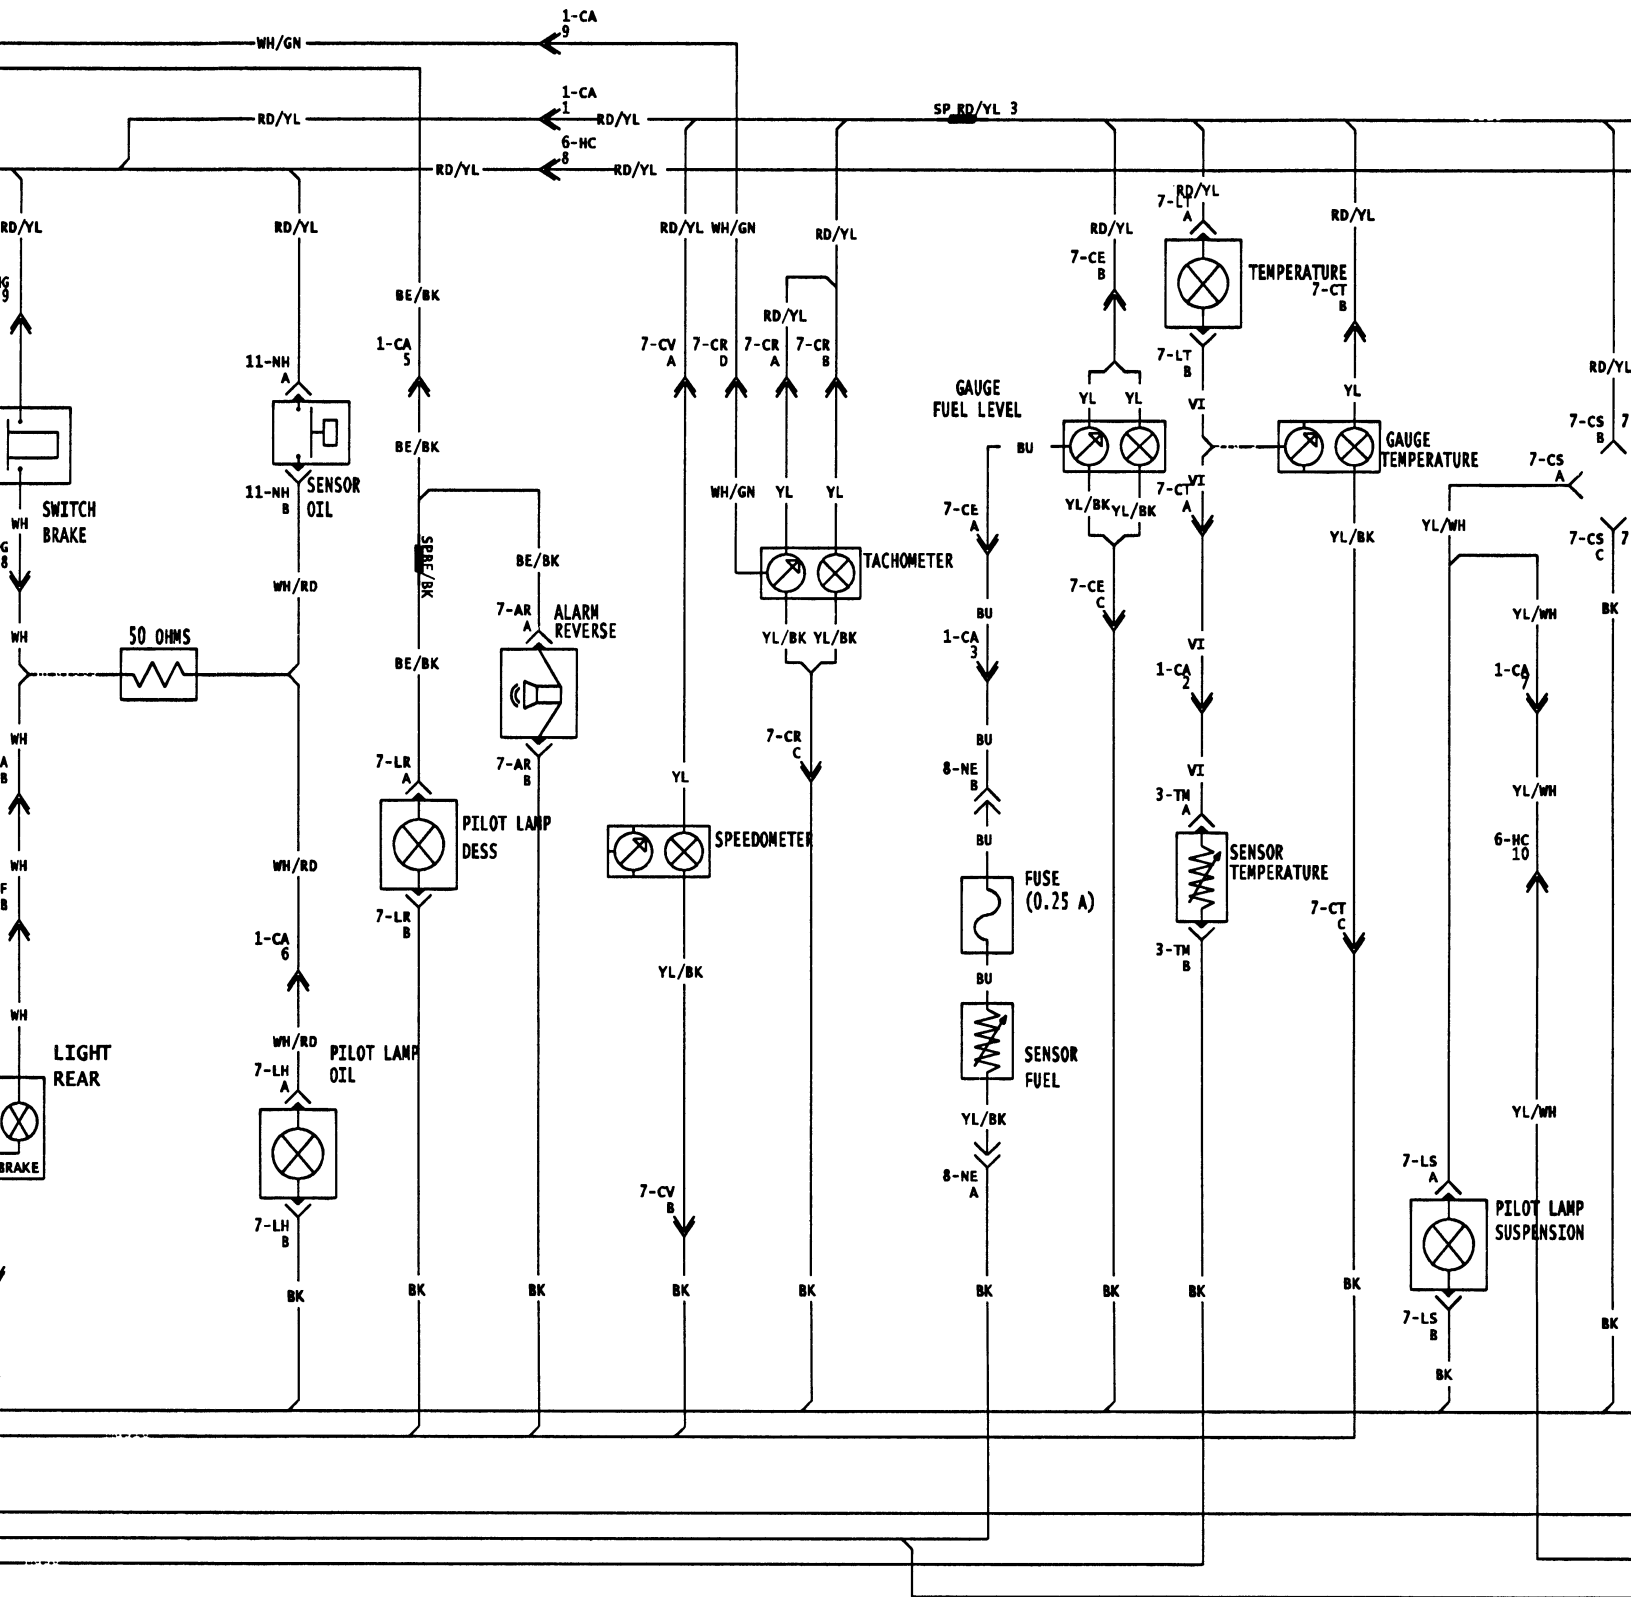 1-CA
9
WH/GN
1-CA
1
RD/YL
RD/YL
SP RD/YL 3
6-HC
8
RD/YL
RD/YL
RD/YL
RD/YL
RD/YL
WH/GN
RD/YL
RD/YL
7-LT
A
RD/YL
RD/YL
7-CE
B
TEMPERATURE
7-CT
B
G
9
BE/BK
RD/YL
11-NH
A
1-CA
5
7-CV
A
7-CR
D
7-CR
A
7-CR
B
7-LT
B
RD/YL
GAUGE
FUEL LEVEL
YL
YL
VI
YL
7-CS
B
7
BE/BK
BU
GAUGE
TEMPERATURE
7-CS
A
SENSOR
OIL
11-NH
B
WH/GN
YL
YL
YL/BK
YL/BK
VI
7-CT
A
SWITCH
BRAKE
WH
7-CE
A
YL/BK
YL/WH
7-CS
C
7
G
8
SPBE/BK
BE/BK
TACHOMETER
WH/RD
7-CE
C
7-AR
A
ALARM
REVERSE
BU
YL/WH
BK
WH
50 OHMS
YL/BK
YL/BK
1-CA
3
VI
BE/BK
1-CA
2
1-CA
7
WH
7-CR
C
BU
7-AR
B
A
B
7-LR
A
YL
8-NE
B
VI
3-TM
A
YL/WH
PILOT LAMP
DESS
SPEEDOMETER
BU
SENSOR
TEMPERATURE
6-HC
10
WH
WH/RD
FUSE
(0.25 A)
F
B
7-LR
B
7-CT
C
1-CA
6
3-TM
B
YL/BK
BU
WH
WH/RD
LIGHT
REAR
PILOT LAMP
OIL
7-LH
A
SENSOR
FUEL
YL/BK
YL/WH
BRAKE
8-NE
A
7-LS
A
7-CV
B
PILOT LAMP
SUSPENSION
7-LH
B
BK
BK
BK
BK
BK
BK
BK
BK
BK
7-LS
B
BK
BK